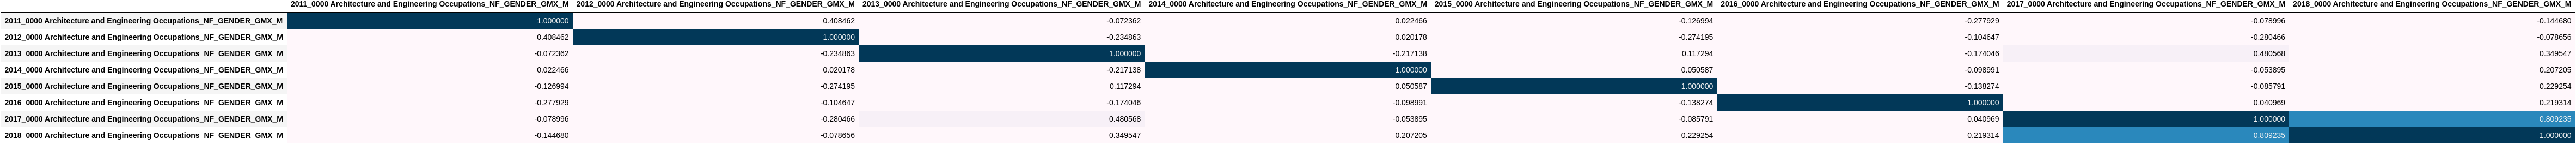 2011_0000 Architecture and Engineering Occupations_NF_GENDER_GMX_M 2012_0000 Architecture and Engineering Occupations_NF_GENDER_GMX_M 2013_0000 Architecture and Engineering Occupations_NF_GENDER_GMX_M 2014_0000 Architecture and Engineering Occupations_NF_GENDER_GMX_M 2015_0000 Architecture and Engineering Occupations_NF_GENDER_GMX_M 2016_0000 Architecture and Engineering Occupations_NF_GENDER_GMX_M 2017_0000 Architecture and Engineering Occupations_NF_GENDER_GMX_M 2018_0000 Architecture and Engineering Occupations_NF_GENDER_GMX_M
2011_0000 Architecture and Engineering Occupations_NF_GENDER_GMX_M 1.000000 0.408462 -0.072362 0.022466 -0.126994 -0.277929 -0.078996 -0.144680
2012_0000 Architecture and Engineering Occupations_NF_GENDER_GMX_M 0.408462 1.000000 -0.234863 0.020178 -0.274195 -0.104647 -0.280466 -0.078656
2013_0000 Architecture and Engineering Occupations_NF_GENDER_GMX_M -0.072362 -0.234863 1.000000 -0.217138 0.117294 -0.174046 0.480568 0.349547
2014_0000 Architecture and Engineering Occupations_NF_GENDER_GMX_M 0.022466 0.020178 -0.217138 1.000000 0.050587 -0.098991 -0.053895 0.207205
2015_0000 Architecture and Engineering Occupations_NF_GENDER_GMX_M -0.126994 -0.274195 0.117294 0.050587 1.000000 -0.138274 -0.085791 0.229254
2016_0000 Architecture and Engineering Occupations_NF_GENDER_GMX_M -0.277929 -0.104647 -0.174046 -0.098991 -0.138274 1.000000 0.040969 0.219314
2017_0000 Architecture and Engineering Occupations_NF_GENDER_GMX_M -0.078996 -0.280466 0.480568 -0.053895 -0.085791 0.040969 1.000000 0.809235
2018_0000 Architecture and Engineering Occupations_NF_GENDER_GMX_M -0.144680 -0.078656 0.349547 0.207205 0.229254 0.219314 0.809235 1.000000